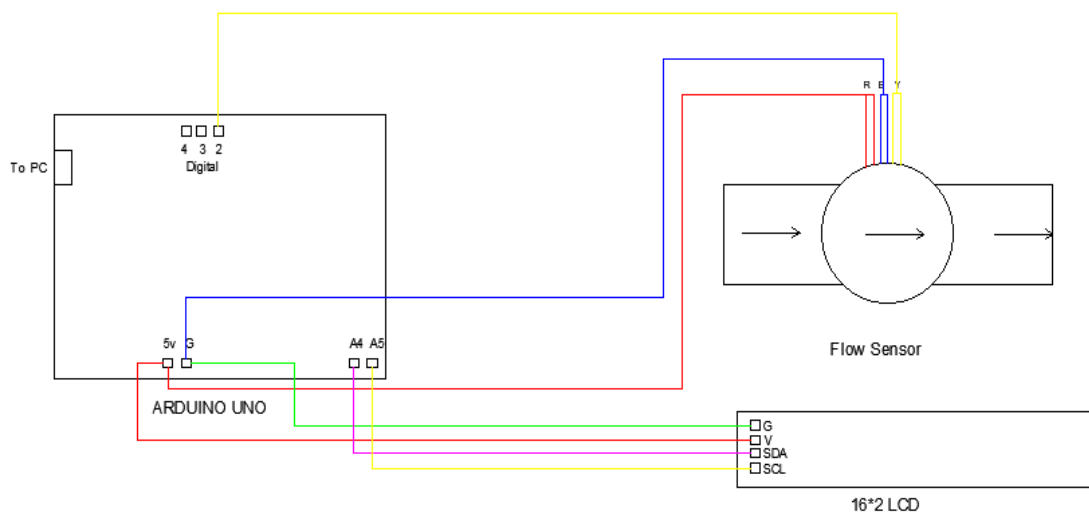 R B Y
4 3 2
Digital
To PC
5v G
A4 A5
Flow Sensor
ARDUINO UNO
G
V
SDA
SCL
16*2 LCD